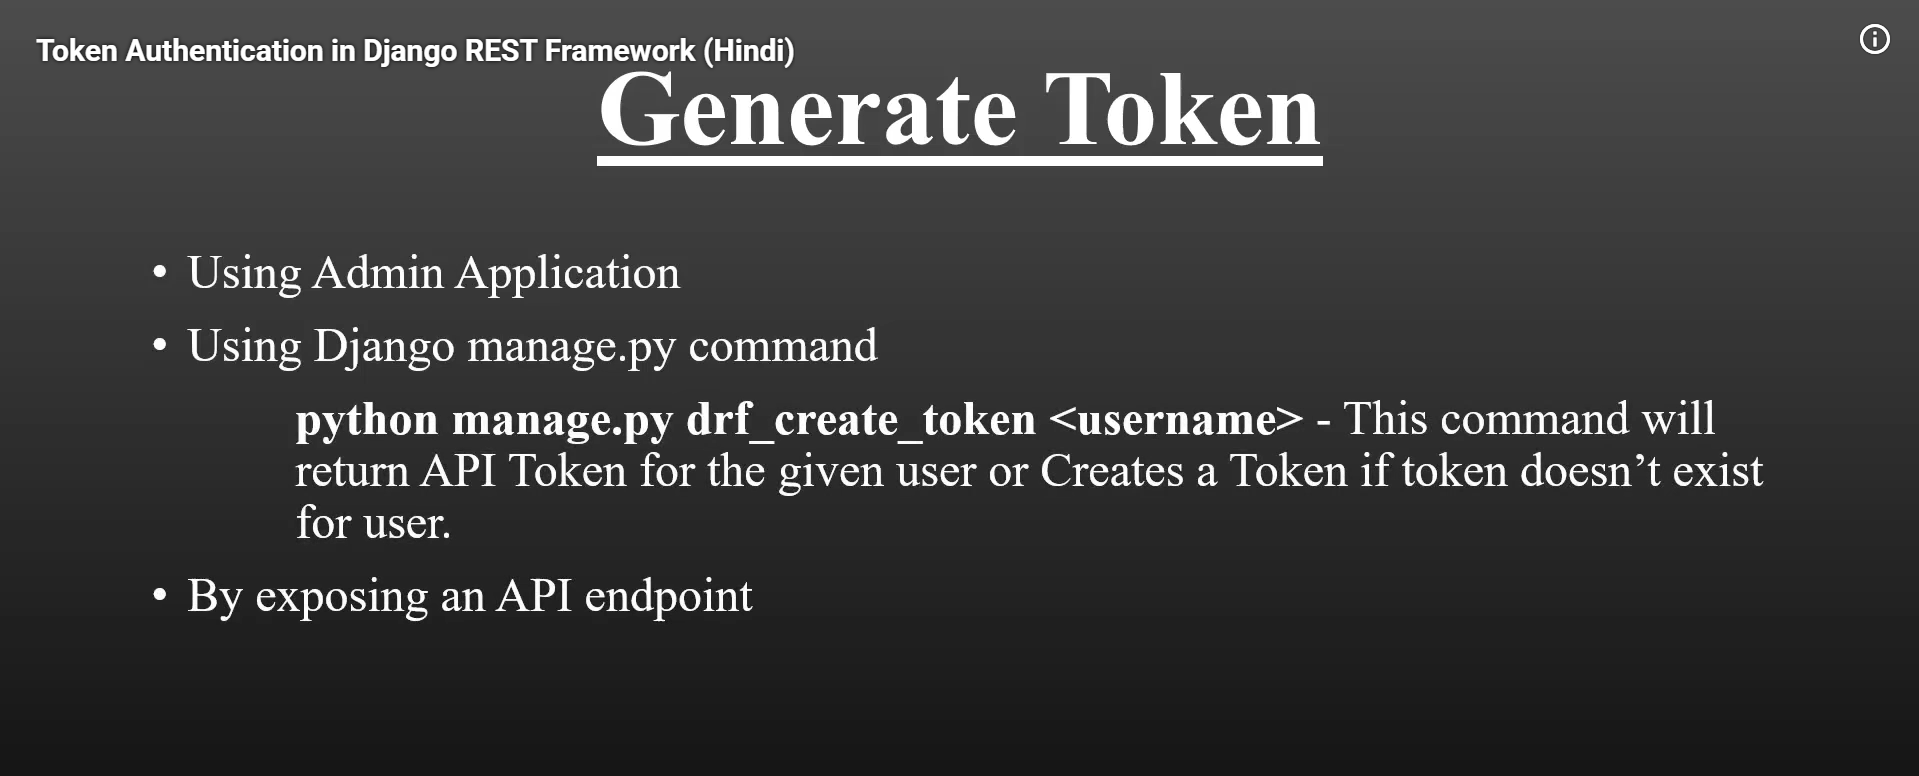 Token Authentication in Django REST Framework (Hindi)
Generate Token
• Using Admin Application
• Using Django manage.py command
python manage.py drf_create_token <username> - This command will
return API Token for the given user or Creates a Token if token doesn’t exist
for user.
• By exposing an API endpoint